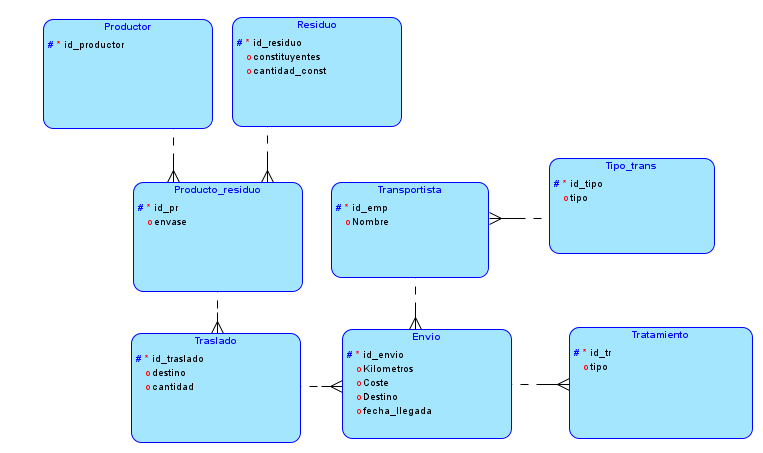 Productor
# * id_productor
Residuo
# * id_residuo
o constituyentes
o cantidad_const
Producto_residuo
# * id_pr
o envase
Transportista
# * id_emp
o Nombre
Tipo_trans
# * id_tipo
o tipo
Traslado
# * id_traslado
o destino
o cantidad
Envio
# * id_envio
o Kilometros
o Coste
o Destino
o fecha_llegada
Tratamiento
# * id_tr
o tipo